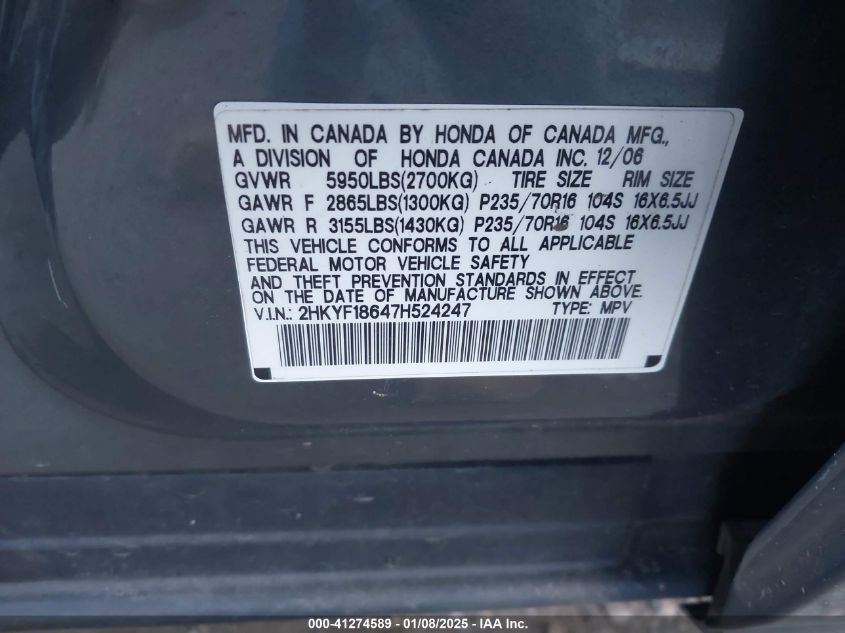 MFD. IN CANADA BY HONDA OF CANADA MFG.,
A DIVISION OF HONDA CANADA INC. 12/06
GVWR 5950LBS(2700KG) TIRE SIZE RIM SIZE
GAWR F 2865LBS(1300KG) P235/70R16 104S 16X6.5JJ
GAWR R 3155LBS(1430KG) P235/70R16 104S 16X6.5JJ
THIS VEHICLE CONFORMS TO ALL APPLICABLE
FEDERAL MOTOR VEHICLE SAFETY
AND THEFT PREVENTION STANDARDS IN EFFECT
ON THE DATE OF MANUFACTURE SHOWN ABOVE.
V.I.N.: 2HKYF18647H524247 TYPE: MPV
000-41274589 - 01/08/2025 - IAA Inc.